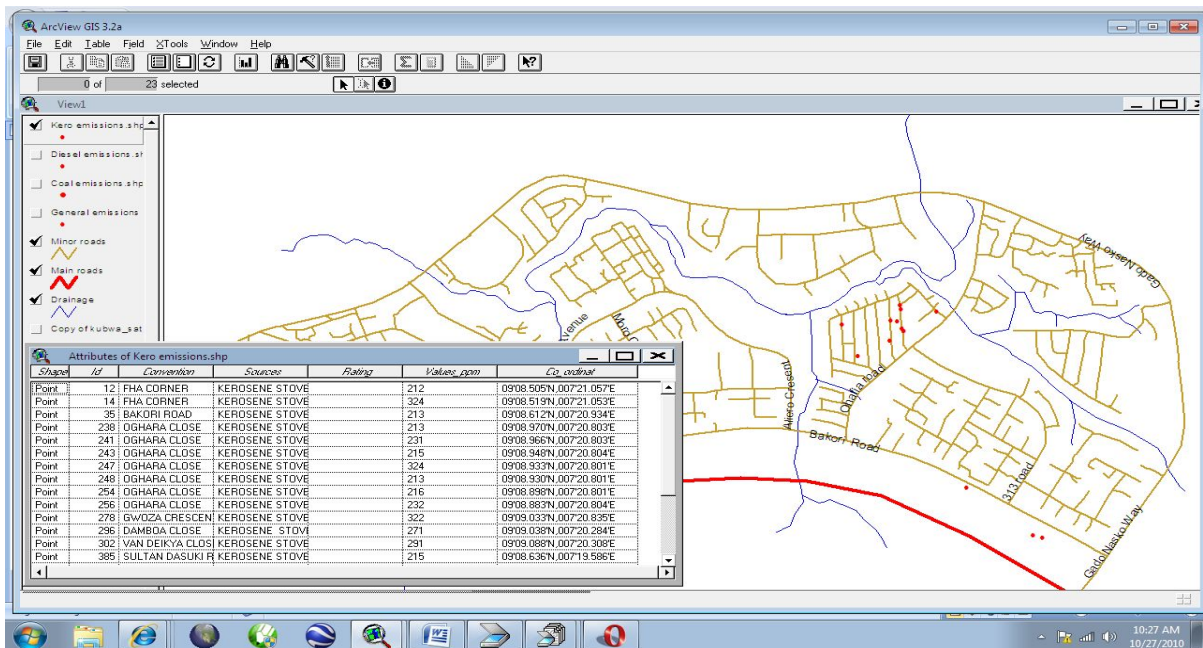 ArcView GIS 3.2a
File Edit Table Field XTools Window Help
0 of 23 selected
View1
Kero emissions.shp
Diesel emissions.sh
Coal emissions.shp
General emissions
Minor roads
Main roads
Drainage
Copy of kubwa_sat
Gado Nasko Way
venue
Aliero Crescent
Obafia road
Bakori Road
313 road
Gado Nasko Way
Attributes of Kero emissions.shp
Shape Id Convention Sources Rating Values_ppm Co_ordinat
Point 12 FHA CORNER KEROSENE STOVE 212 09'08.505'N,007'21.057'E
Point 14 FHA CORNER KEROSENE STOVE 324 09'08.519'N,007'21.053'E
Point 35 BAKORI ROAD KEROSENE STOVE 213 09'08.612'N,007'20.934'E
Point 238 OGHARA CLOSE KEROSENE STOVE 213 09'08.970'N,007'20.803'E
Point 241 OGHARA CLOSE KEROSENE STOVE 231 09'08.966'N,007'20.803'E
Point 243 OGHARA CLOSE KEROSENE STOVE 215 09'08.948'N,007'20.804'E
Point 247 OGHARA CLOSE KEROSENE STOVE 324 09'08.933'N,007'20.801'E
Point 248 OGHARA CLOSE KEROSENE STOVE 213 09'08.930'N,007'20.801'E
Point 254 OGHARA CLOSE KEROSENE STOVE 216 09'08.898'N,007'20.801'E
Point 256 OGHARA CLOSE KEROSENE STOVE 232 09'08.883'N,007'20.804'E
Point 278 GWOZA CRESCEN KEROSENE STOVE 322 09'09.033'N,007'20.835'E
Point 296 DAMBOA CLOSE KEROSENE STOVI 271 09'09.038'N,007'20.284'E
Point 302 VAN DEIKYA CLOS KEROSENE STOVE 291 09'09.088'N,007'20.308'E
Point 385 SULTAN DASUKI R KEROSENE STOVE 215 09'08.636'N,007'19.586'E
10:27 AM
10/27/2010